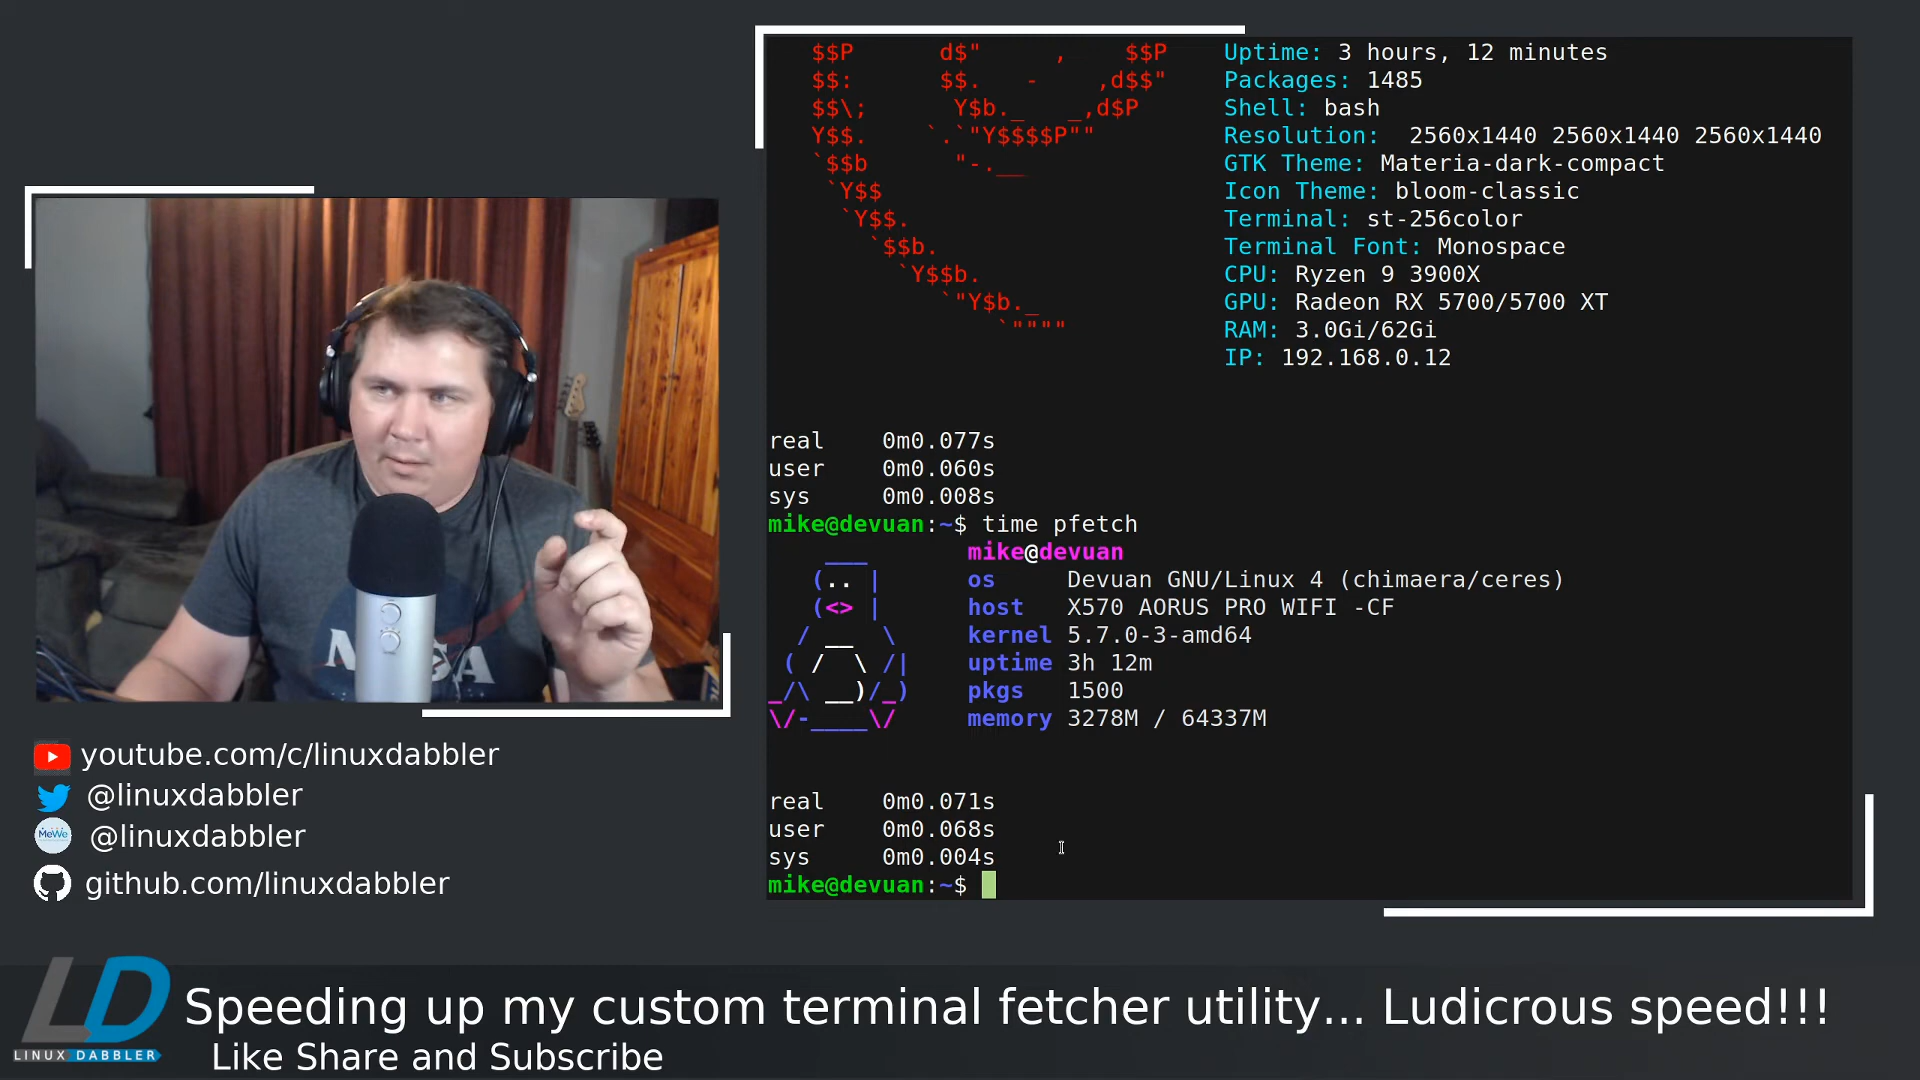 $$P      d$"     ,    $$P
$$:      $$.   -    ,d$$"
$$\;      Y$b._   _,d$P
Y$$.    `.`"Y$$$$P""
`$$b      "-.__
`Y$$
`Y$$.
`$$b.
`Y$$b.
`"Y$b._
`""""
Uptime: 3 hours, 12 minutes
Packages: 1485
Shell: bash
Resolution:  2560x1440 2560x1440 2560x1440
GTK Theme: Materia-dark-compact
Icon Theme: bloom-classic
Terminal: st-256color
Terminal Font: Monospace
CPU: Ryzen 9 3900X
GPU: Radeon RX 5700/5700 XT
RAM: 3.0Gi/62Gi
IP: 192.168.0.12
real    0m0.077s
user    0m0.060s
sys     0m0.008s
mike@devuan:~$ time pfetch
mike@devuan
os     Devuan GNU/Linux 4 (chimaera/ceres)
host   X570 AORUS PRO WIFI -CF
kernel 5.7.0-3-amd64
uptime 3h 12m
pkgs   1500
memory 3278M / 64337M
real    0m0.071s
user    0m0.068s
sys     0m0.004s
mike@devuan:~$
NASA
youtube.com/c/linuxdabbler
@linuxdabbler
MeWe @linuxdabbler
github.com/linuxdabbler
LD
LINUX DABBLER
Speeding up my custom terminal fetcher utility... Ludicrous speed!!!
Like Share and Subscribe